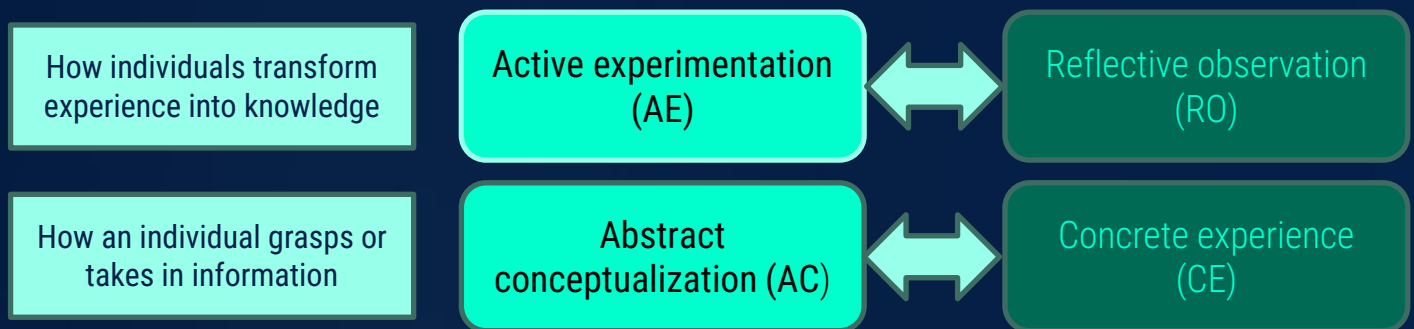 How individuals transform
experience into knowledge
Active experimentation
(AE)
Reflective observation
(RO)
How an individual grasps or
takes in information
Abstract
conceptualization (AC)
Concrete experience
(CE)